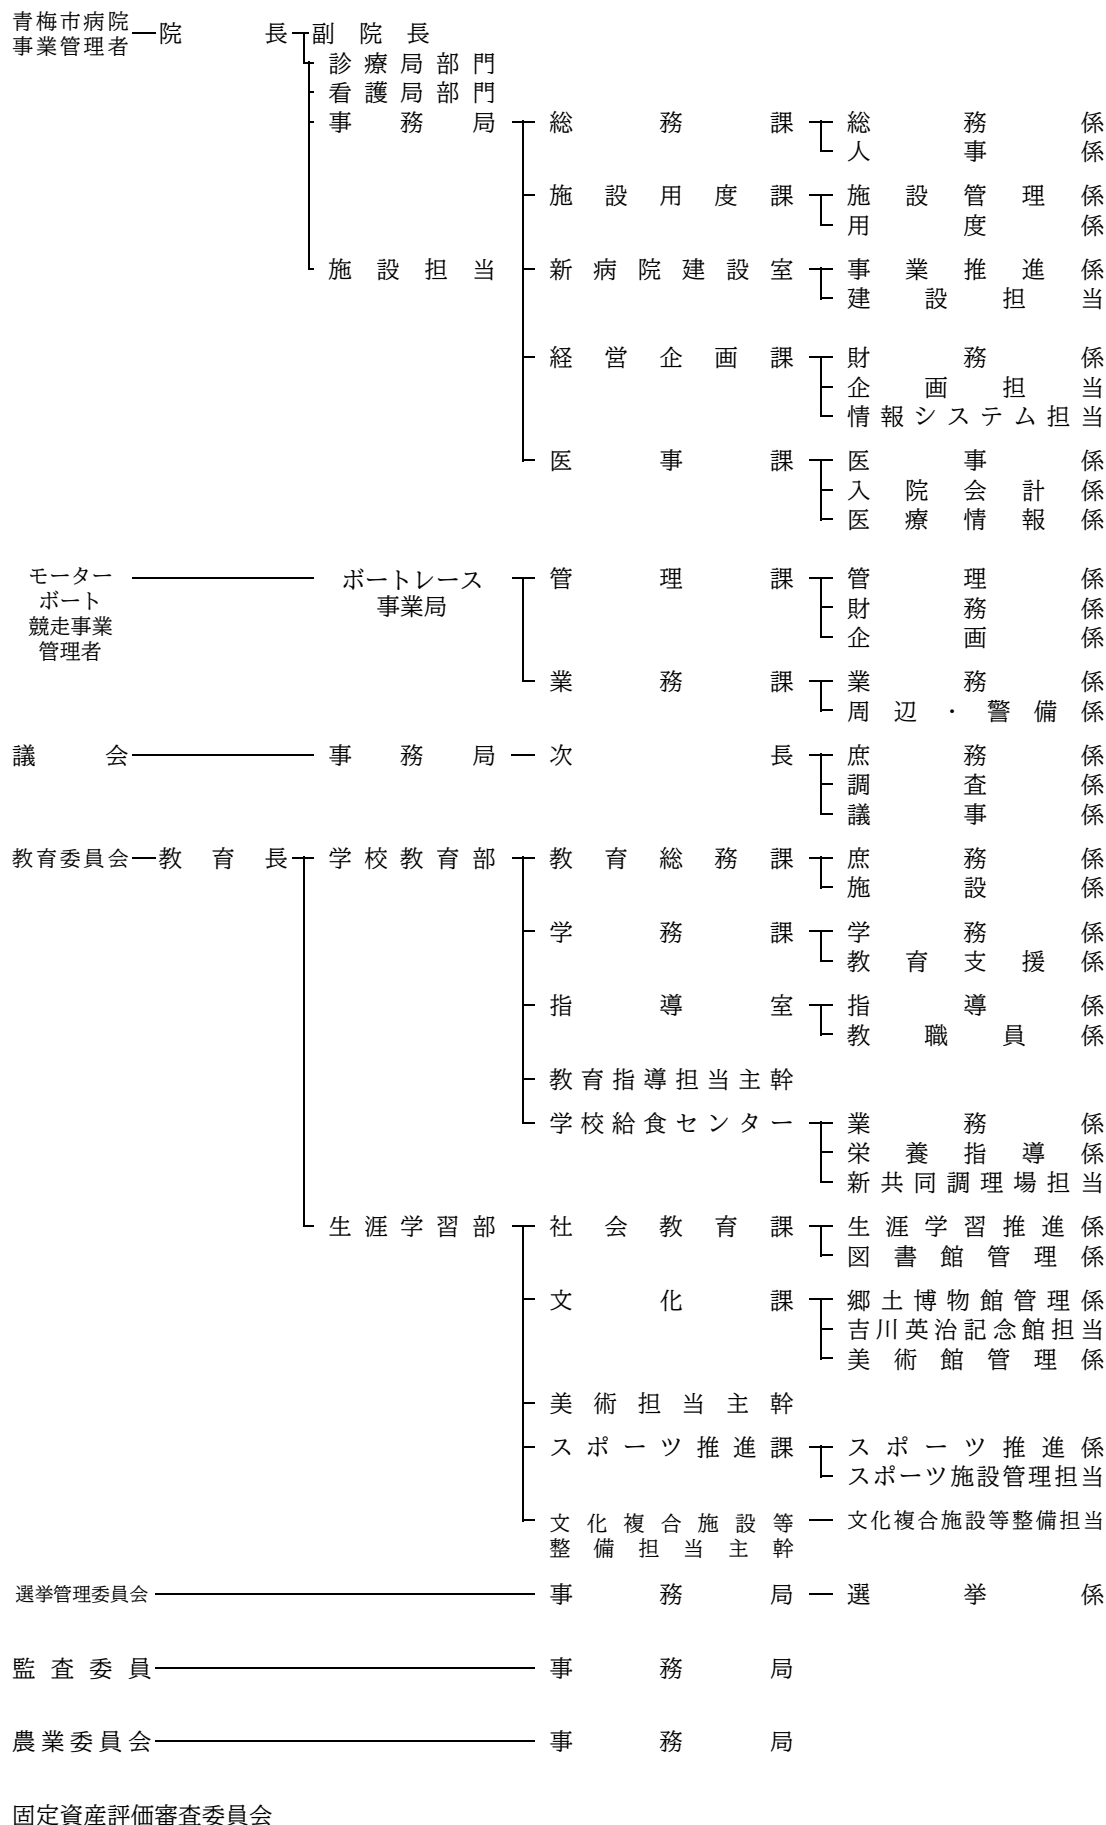 青梅市病院 院長 副院長
事業管理者
診療局部門
看護局部門
事務局 総務課 総務係
人事係
施設用度課 施設管理係
用度係
施設担当 新病院建設室 事業推進係
建設担当
経営企画課 財務係
企画担当
情報システム担当
医事課 医事係
入院会計係
医療情報係
モーター ボートレース 管理課 管理係
ボート 事業局 財務係
競走事業 企画係
管理者
業務課 業務係
周辺・警備係
議会 事務局 次長 庶務係
調査係
議事係
教育委員会 教育長 学校教育部 教育総務課 庶務係
施設係
学務課 学務係
教育支援係
指導室 指導係
教職員係
教育指導担当主幹
学校給食センター 業務係
栄養指導係
新共同調理場担当
生涯学習部 社会教育課 生涯学習推進係
図書館管理係
文化課 郷土博物館管理係
吉川英治記念館担当
美術館管理係
美術担当主幹
スポーツ推進課 スポーツ推進係
スポーツ施設管理担当
文化複合施設等 文化複合施設等整備担当
整備担当主幹
選挙管理委員会 事務局 選挙係
監査委員 事務局
農業委員会 事務局
固定資産評価審査委員会